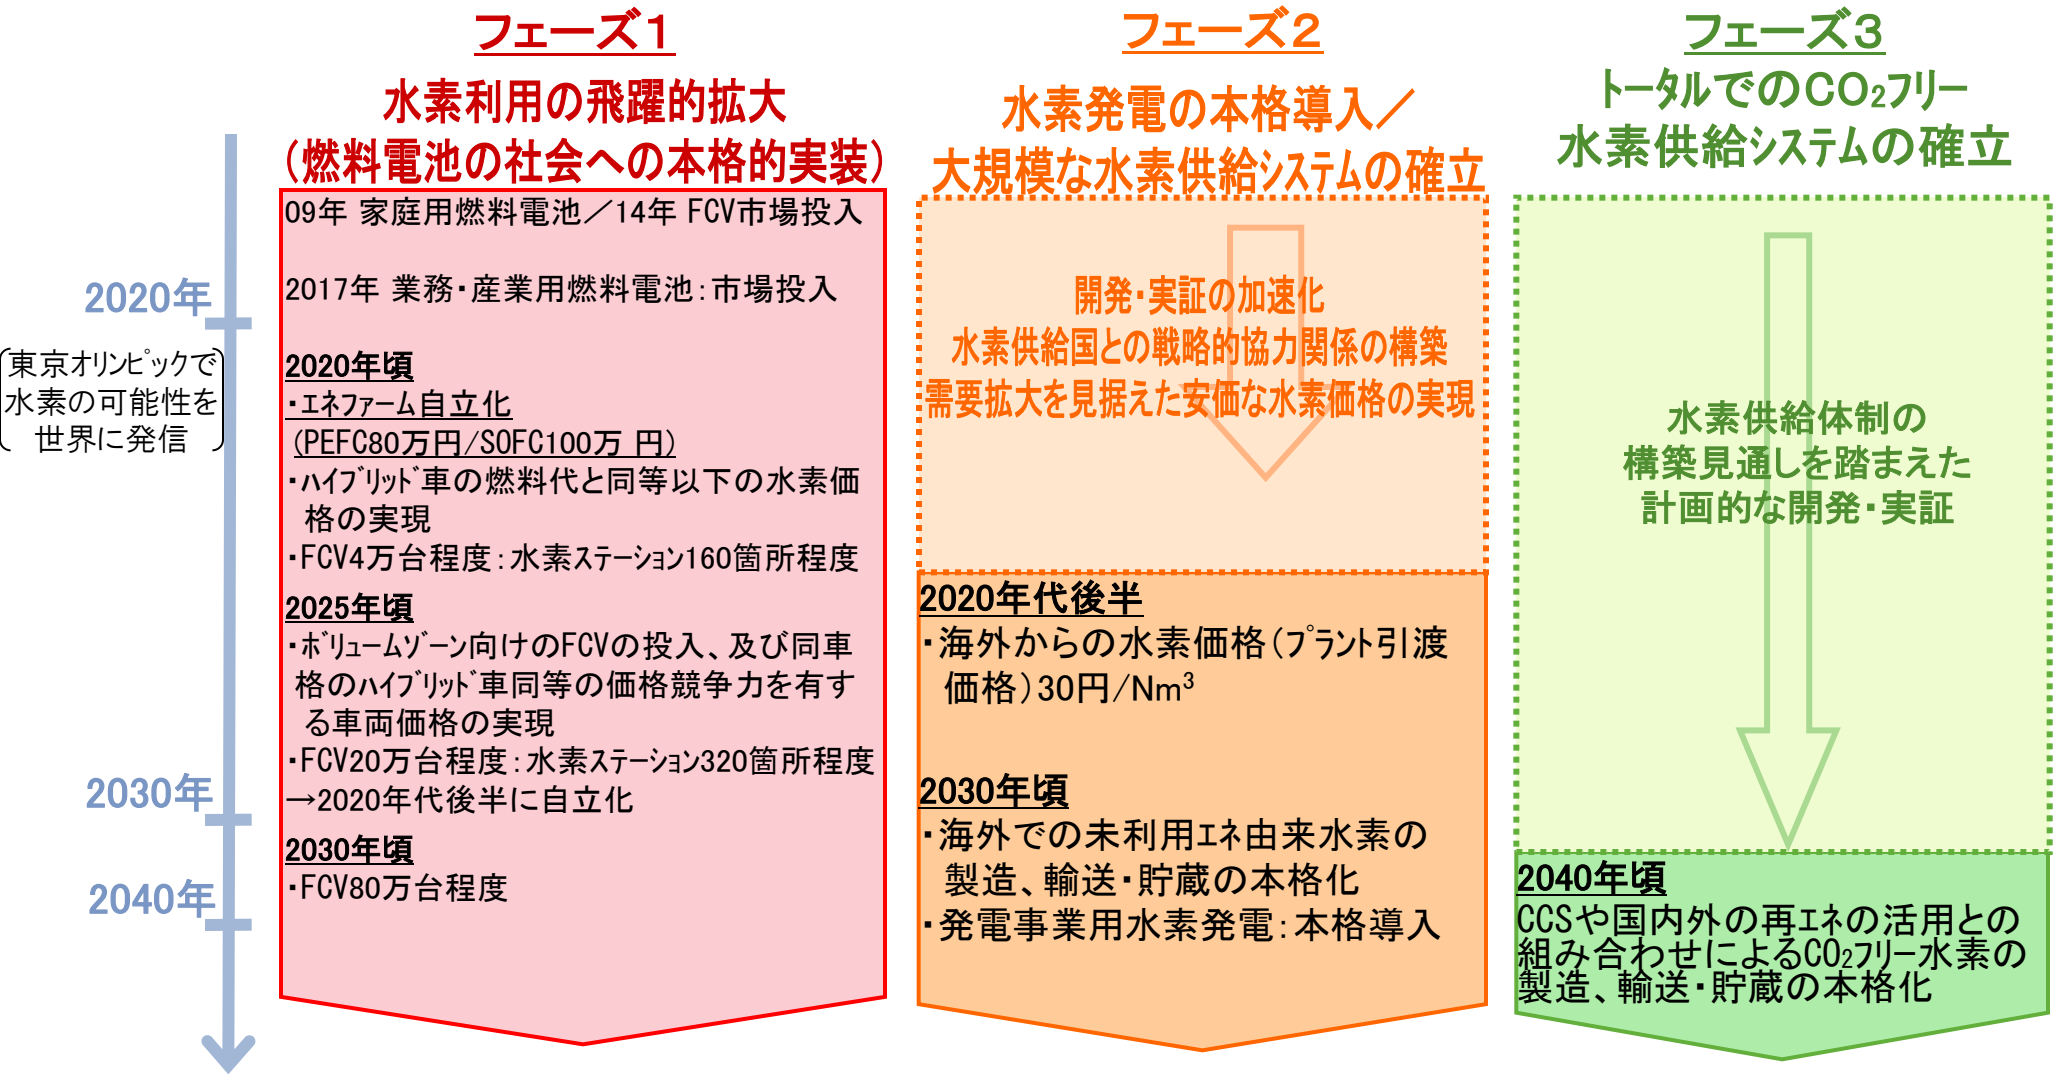 フェーズ１
水素利用の飛躍的拡大
（燃料電池の社会への本格的実装）
09年 家庭用燃料電池／14年 FCV市場投入
2017年 業務・産業用燃料電池：市場投入
2020年頃
・ｴﾈﾌｧｰﾑ自立化
(PEFC80万円/SOFC100万 円)
・ﾊｲﾌﾞﾘｯﾄﾞ車の燃料代と同等以下の水素価
格の実現
・FCV4万台程度：水素ｽﾃｰｼｮﾝ160箇所程度
2025年頃
・ﾎﾞﾘｭｰﾑｿﾞｰﾝ向けのFCVの投入、及び同車
格のﾊｲﾌﾞﾘｯﾄﾞ車同等の価格競争力を有す
る車両価格の実現
・FCV20万台程度：水素ｽﾃｰｼｮﾝ320箇所程度
→2020年代後半に自立化
2030年頃
・FCV80万台程度
フェーズ２
水素発電の本格導入／
大規模な水素供給ｼｽﾃﾑの確立
開発・実証の加速化
水素供給国との戦略的協力関係の構築
需要拡大を見据えた安価な水素価格の実現
2020年代後半
・海外からの水素価格（ﾌﾟﾗﾝﾄ引渡
価格）30円/Nm³
2030年頃
・海外での未利用ｴﾈ由来水素の
製造、輸送・貯蔵の本格化
・発電事業用水素発電：本格導入
フェーズ３
ﾄｰﾀﾙでのCO₂ﾌﾘｰ
水素供給ｼｽﾃﾑの確立
水素供給体制の
構築見通しを踏まえた
計画的な開発・実証
2040年頃
CCSや国内外の再ｴﾈの活用との
組み合わせによるCO₂ﾌﾘｰ水素の
製造、輸送・貯蔵の本格化
2020年
東京ｵﾘﾝﾋﾟｯｸで
水素の可能性を
世界に発信
2030年
2040年